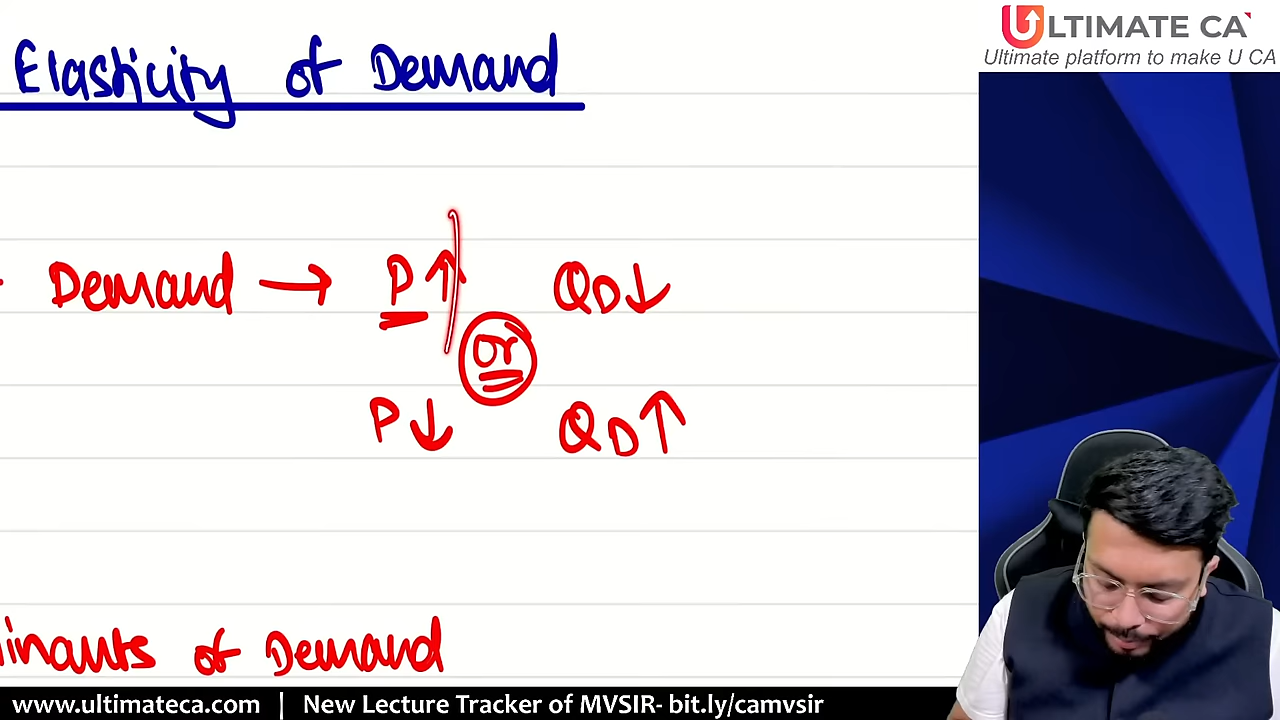 ULTIMATE CA
Ultimate platform to make U CA
Elasticity of Demand
Demand → P↑ QD↓
or
P↓ QD↑
of Demand
www.ultimateca.com | New Lecture Tracker of MVSIR- bit.ly/camvsir